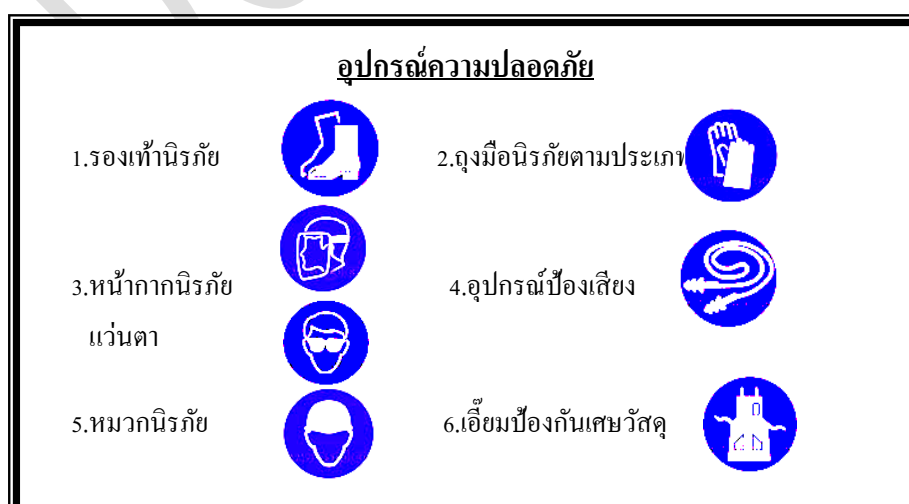 อุปกรณ์ความปลอดภัย
1.รองเท้านิรภัย
2.ถุงมือนิรภัยตามประเภท
3.หน้ากากนิรภัย
แว่นตา
4.อุปกรณ์ป้องเสียง
5.หมวกนิรภัย
6.เอี๊ยมป้องกันเศษวัสดุ